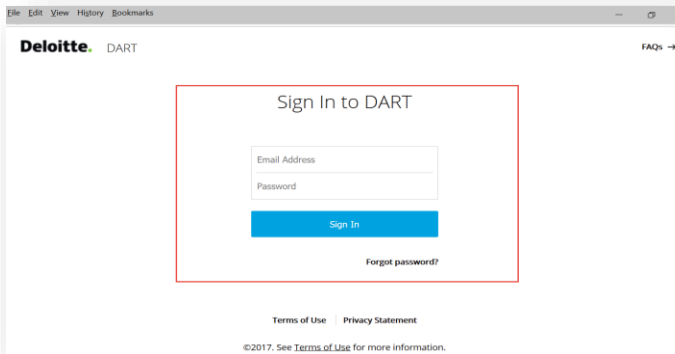 File Edit View History Bookmarks
Deloitte. DART
FAQs →
Sign In to DART
Email Address
Password
Sign In
Forgot password?
Terms of Use Privacy Statement
©2017. See Terms of Use for more information.